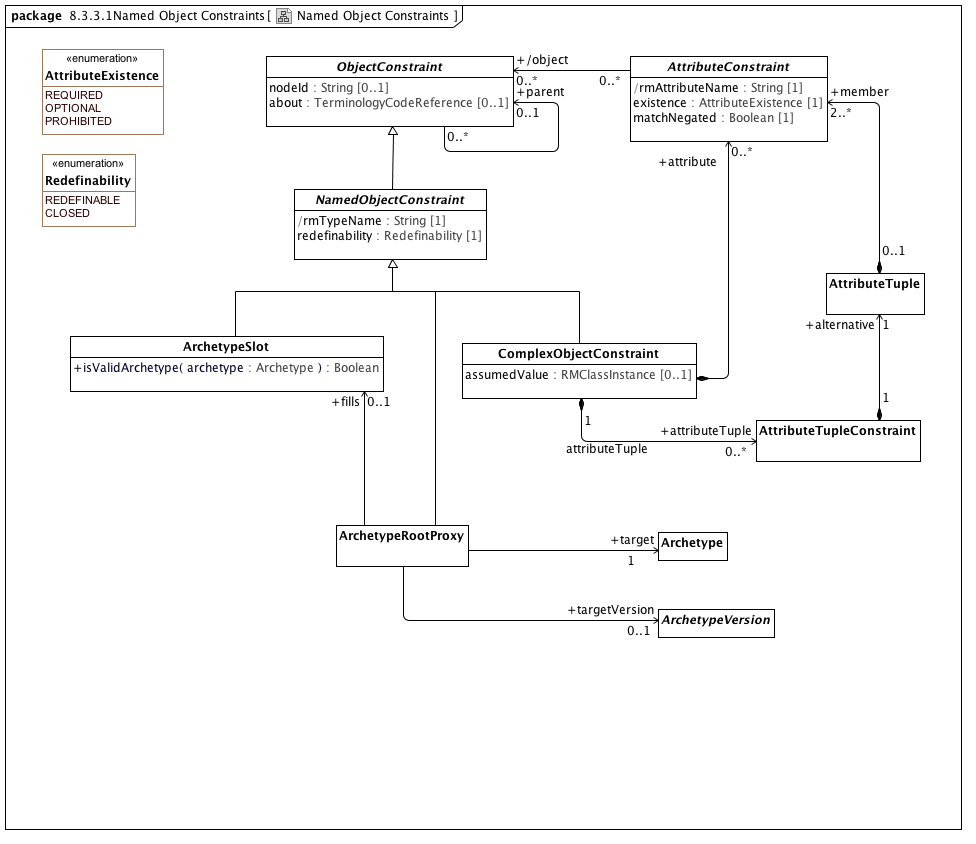 package 8.3.3.1Named Object Constraints[ Named Object Constraints ]
«enumeration»
AttributeExistence
REQUIRED
OPTIONAL
PROHIBITED
«enumeration»
Redefinability
REDEFINABLE
CLOSED
ObjectConstraint
nodeId : String [0..1]
about : TerminologyCodeReference [0..1]
+/object
0..*
0..*
+parent
0..1
0..*
AttributeConstraint
/rmAttributeName : String [1]
existence : AttributeExistence [1]
matchNegated : Boolean [1]
+member
2..*
+attribute
0..*
NamedObjectConstraint
/rmTypeName : String [1]
redefinability : Redefinability [1]
0..1
AttributeTuple
+alternative
1
ArchetypeSlot
+isValidArchetype( archetype : Archetype ) : Boolean
+fills
0..1
ComplexObjectConstraint
assumedValue : RMClassInstance [0..1]
1
attributeTuple
+attributeTuple
0..*
1
AttributeTupleConstraint
ArchetypeRootProxy
+target
1
Archetype
+targetVersion
0..1
ArchetypeVersion